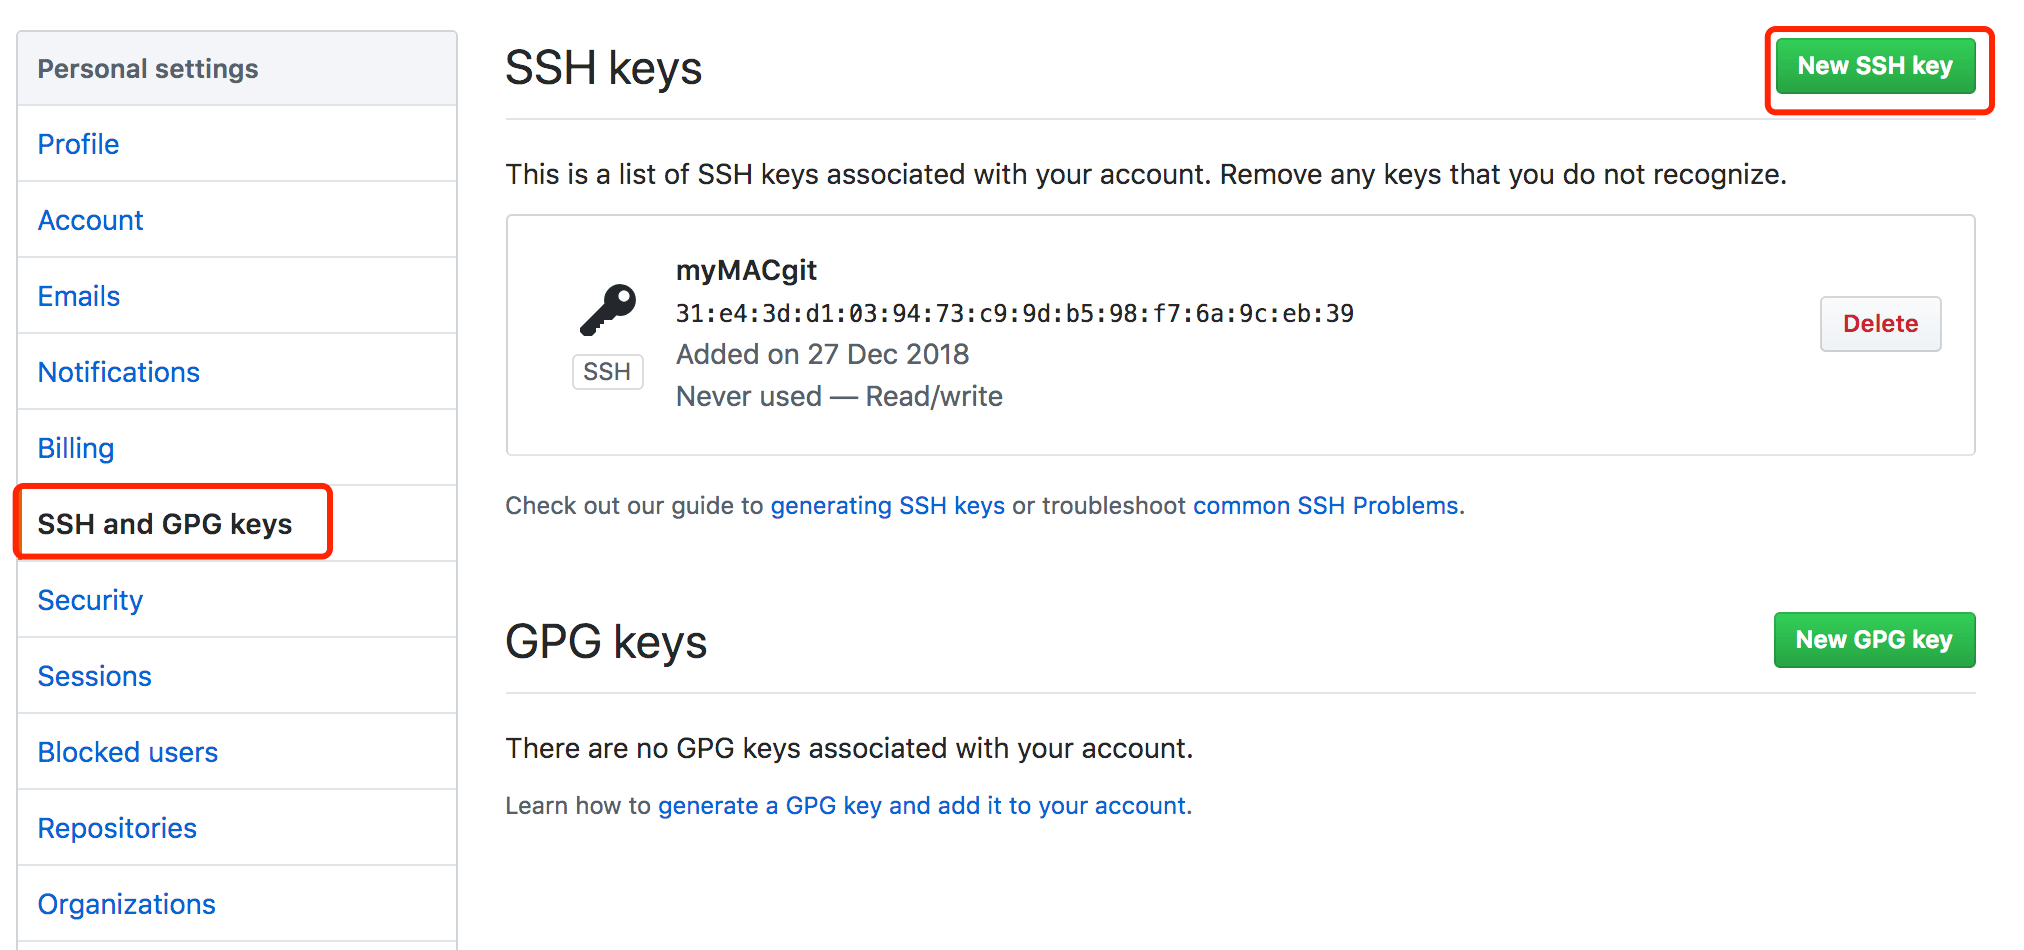 Personal settings
Profile
Account
Emails
Notifications
Billing
SSH and GPG keys
Security
Sessions
Blocked users
Repositories
Organizations
SSH keys
New SSH key
This is a list of SSH keys associated with your account. Remove any keys that you do not recognize.
SSH
myMACgit
31:e4:3d:d1:03:94:73:c9:9d:b5:98:f7:6a:9c:eb:39
Added on 27 Dec 2018
Never used — Read/write
Delete
Check out our guide to generating SSH keys or troubleshoot common SSH Problems.
GPG keys
New GPG key
There are no GPG keys associated with your account.
Learn how to generate a GPG key and add it to your account.